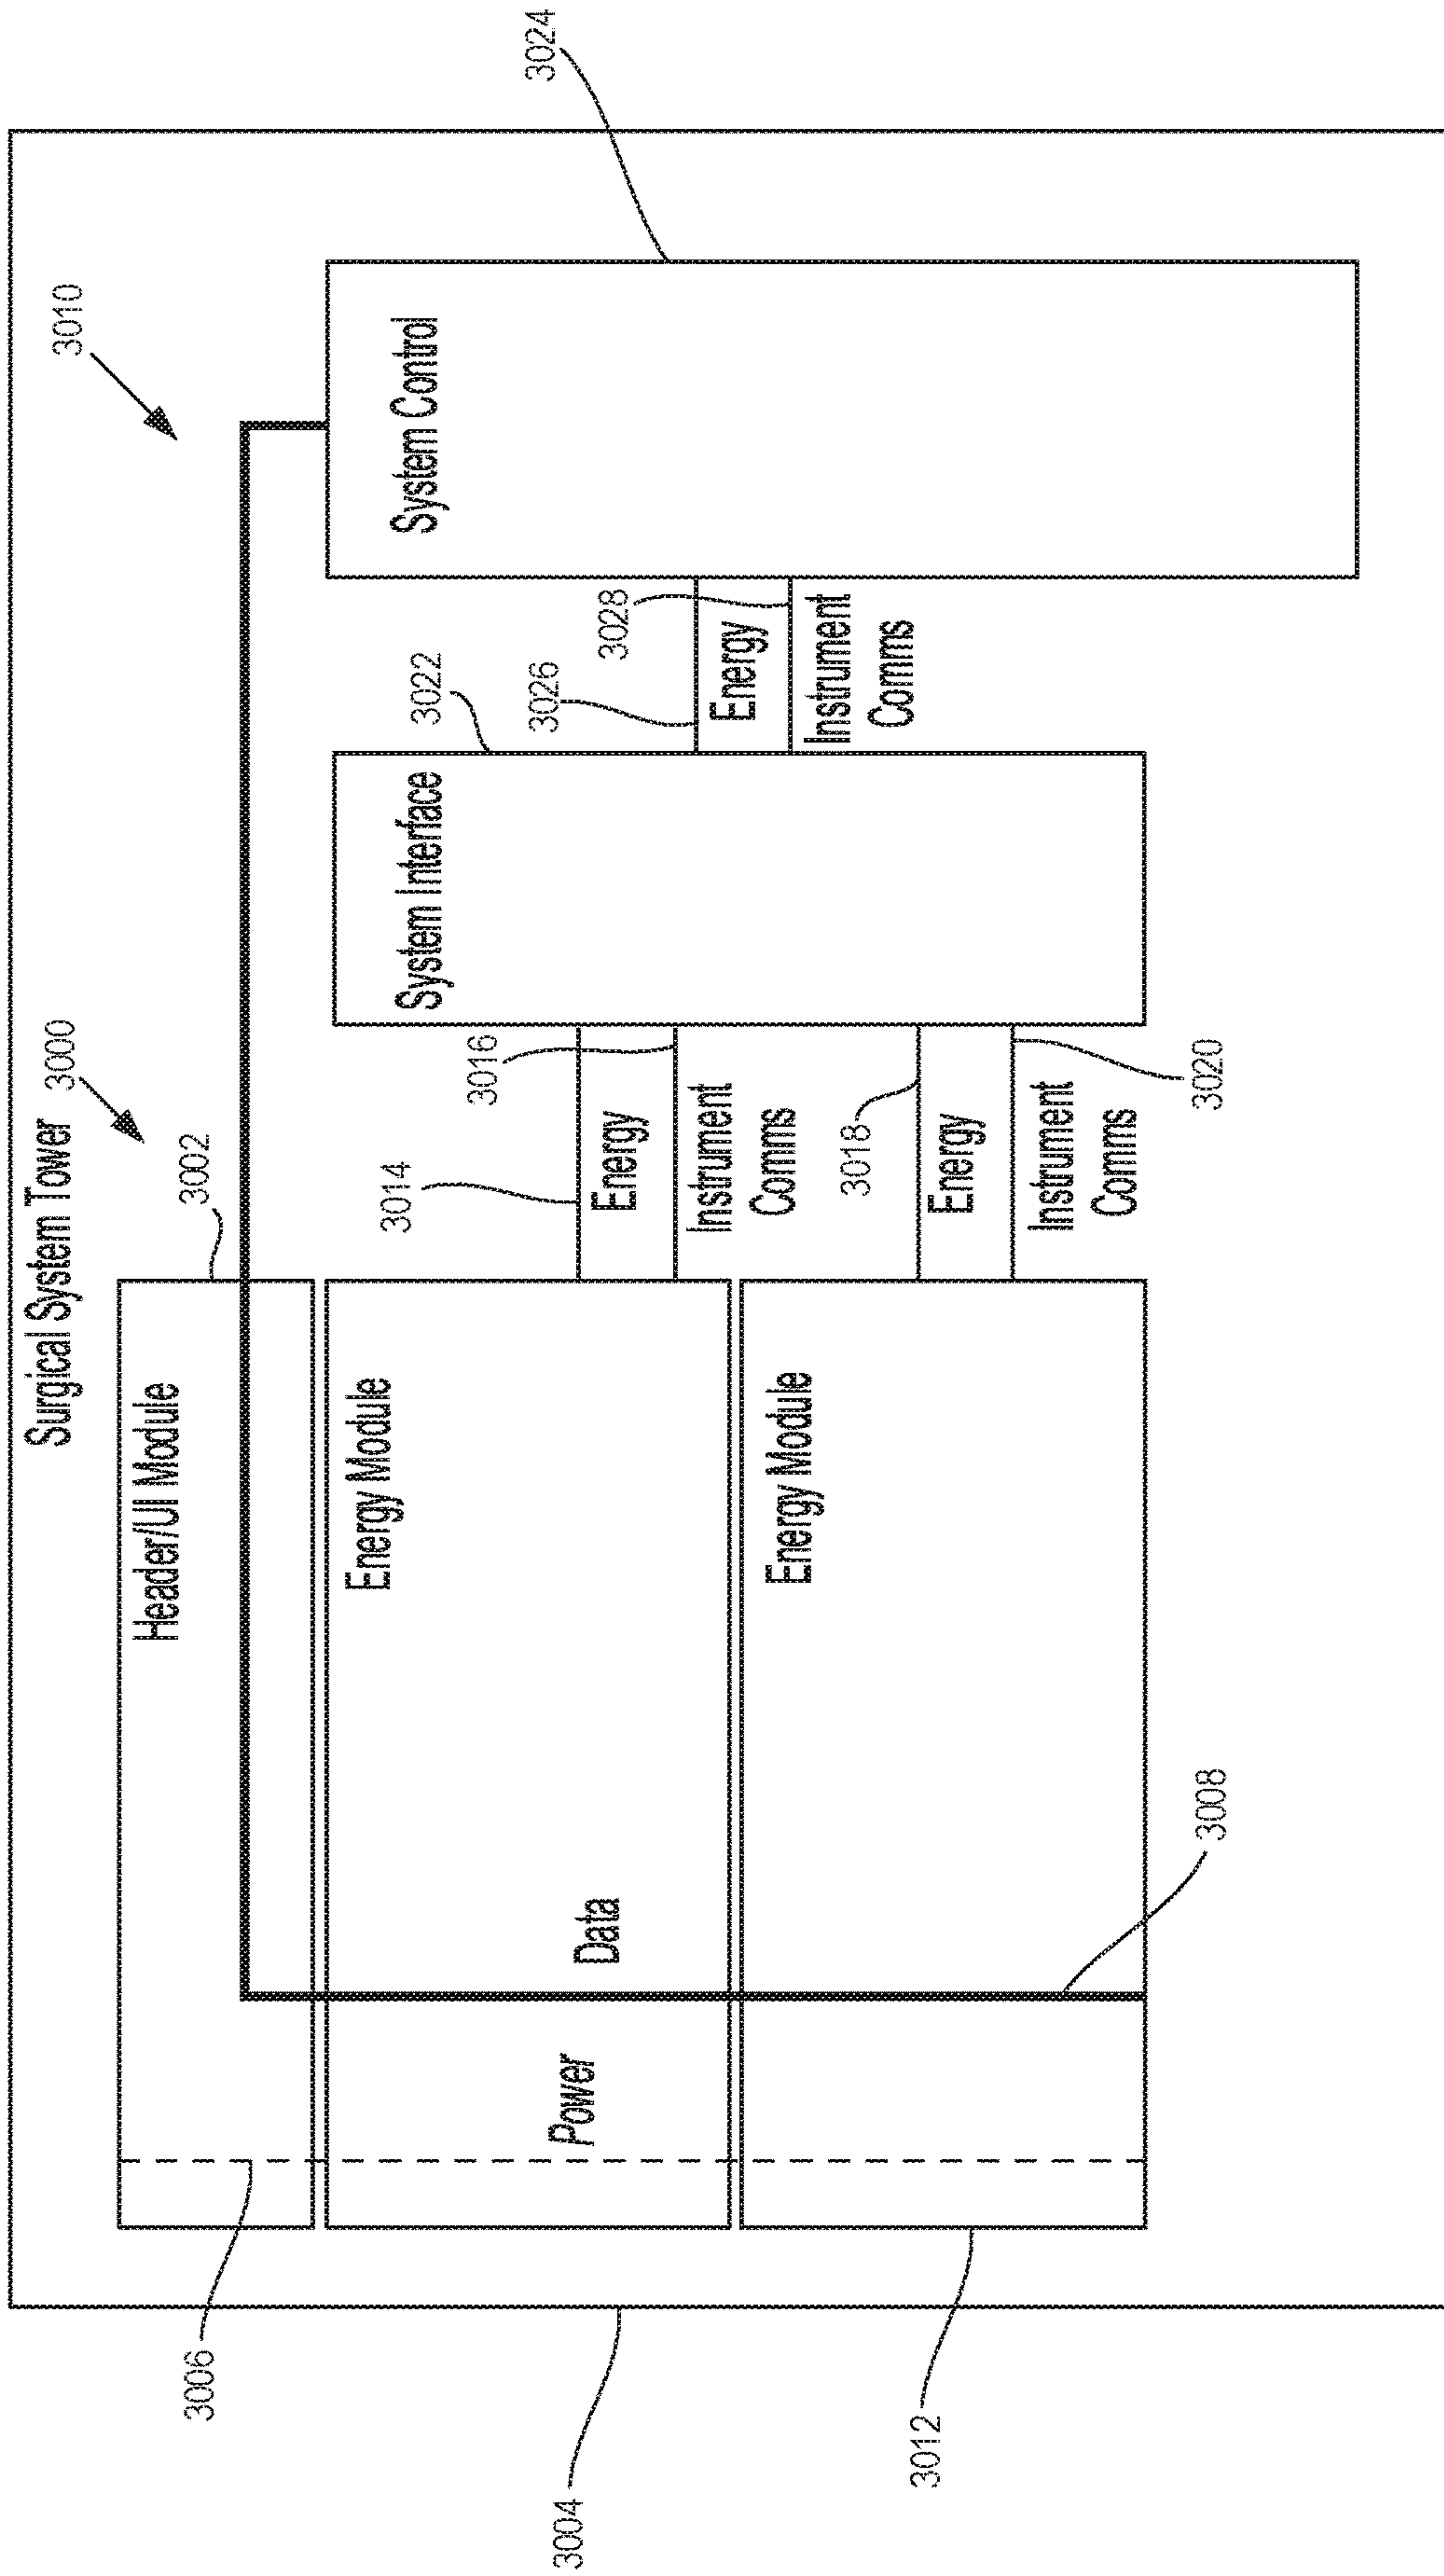 Surgical System Tower
3000
3010
3002
3024
Header/UI Module
3006
Energy Module
System Interface
System Control
3022
3014
3016
Energy
3026
3028
Energy
Power
Data
Instrument
Comms
Instrument
Comms
3004
Energy Module
3018
Energy
3012
Instrument
Comms
3020
3008